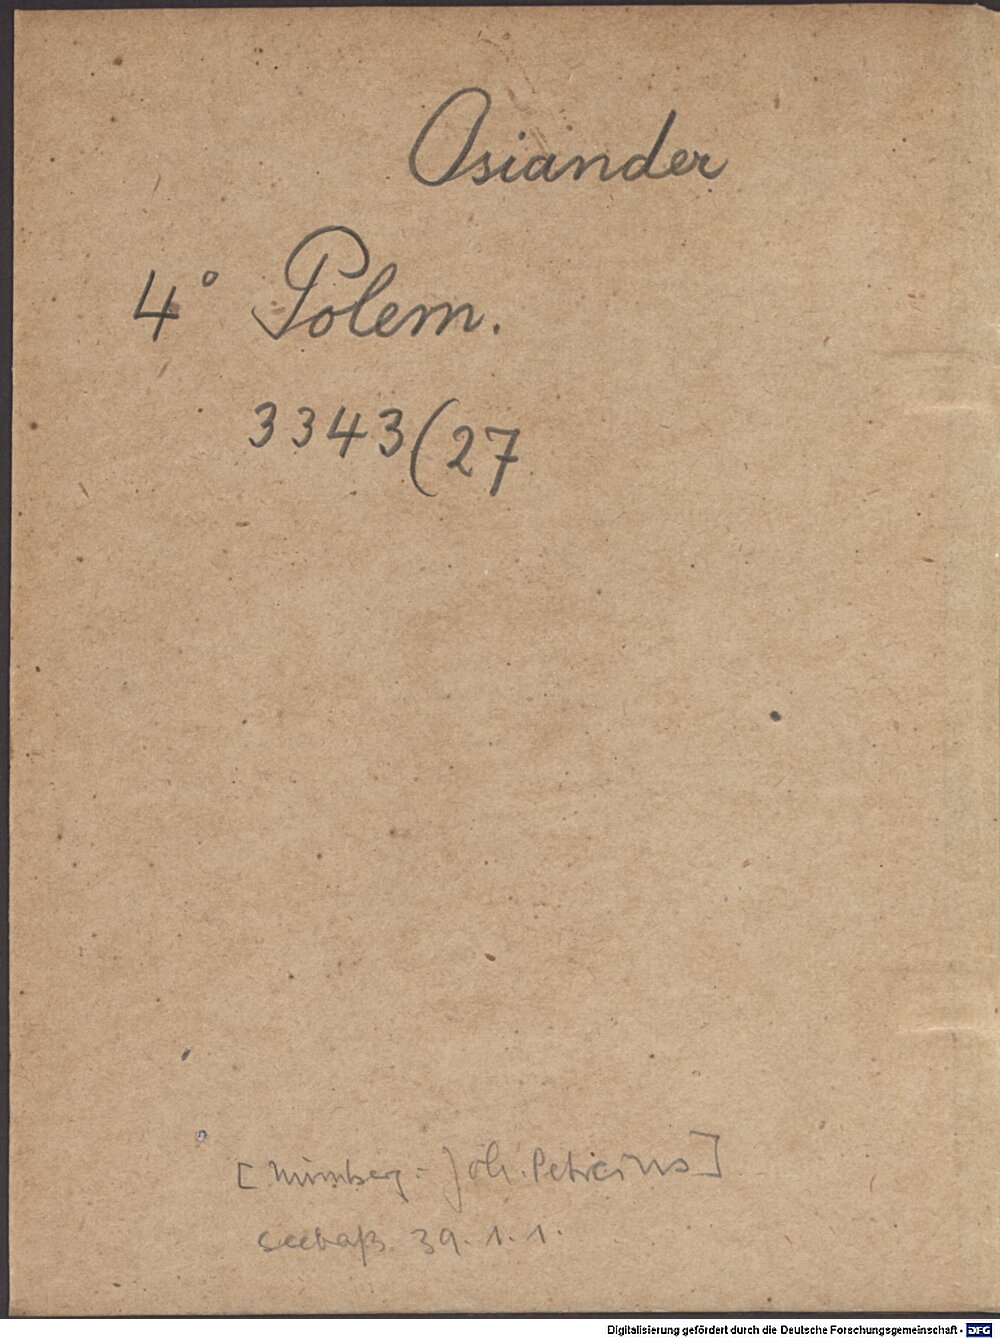 Osiander
4° Polem.
3343(27
[Nürnberg: Joh. Petreius]
Seebaß 39.1.1.
Digitalisierung gefördert durch die Deutsche Forschungsgemeinschaft - DFG